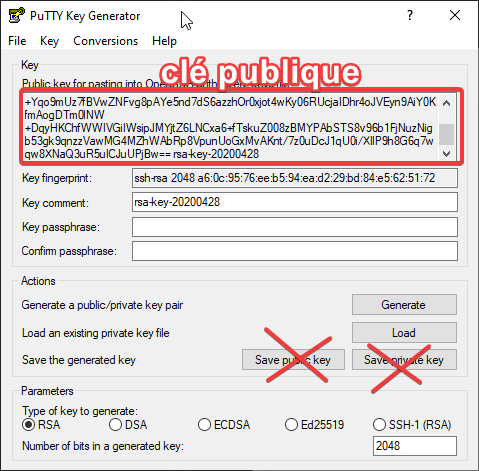 PuTTY Key Generator
File Key Conversions Help
Key
clé publique
Public key for pasting into
+Yqo9mUz7fBVwZNFvg8pAYe5nd7dS6azzhOr0xjot4wKy06RUcjaIDhr4oJVEyn9AiY0K
fmAogDTm0lNW
+DqyHKChfWWIVGiIWsipJMYjtZ6LNCxa6+fTskuZ008zBMYPAbSTS8v96b1FjNuzNig
b53gk9qnzzVawMG4MZhWAbRp8VpunUoGxMvAKnt/7z0uDcJ1qU0i/XlIP9h8G6q7w
qw8XNaQ3uR5uICJuUPjBw== rsa-key-20200428
Key fingerprint: ssh-rsa 2048 a6:0c:95:76:ee:b5:94:ea:d2:29:bd:84:e5:62:51:72
Key comment: rsa-key-20200428
Key passphrase:
Confirm passphrase:
Actions
Generate a public/private key pair Generate
Load an existing private key file Load
Save the generated key Save public key Save private key
Parameters
Type of key to generate:
RSA DSA ECDSA Ed25519 SSH-1 (RSA)
Number of bits in a generated key: 2048